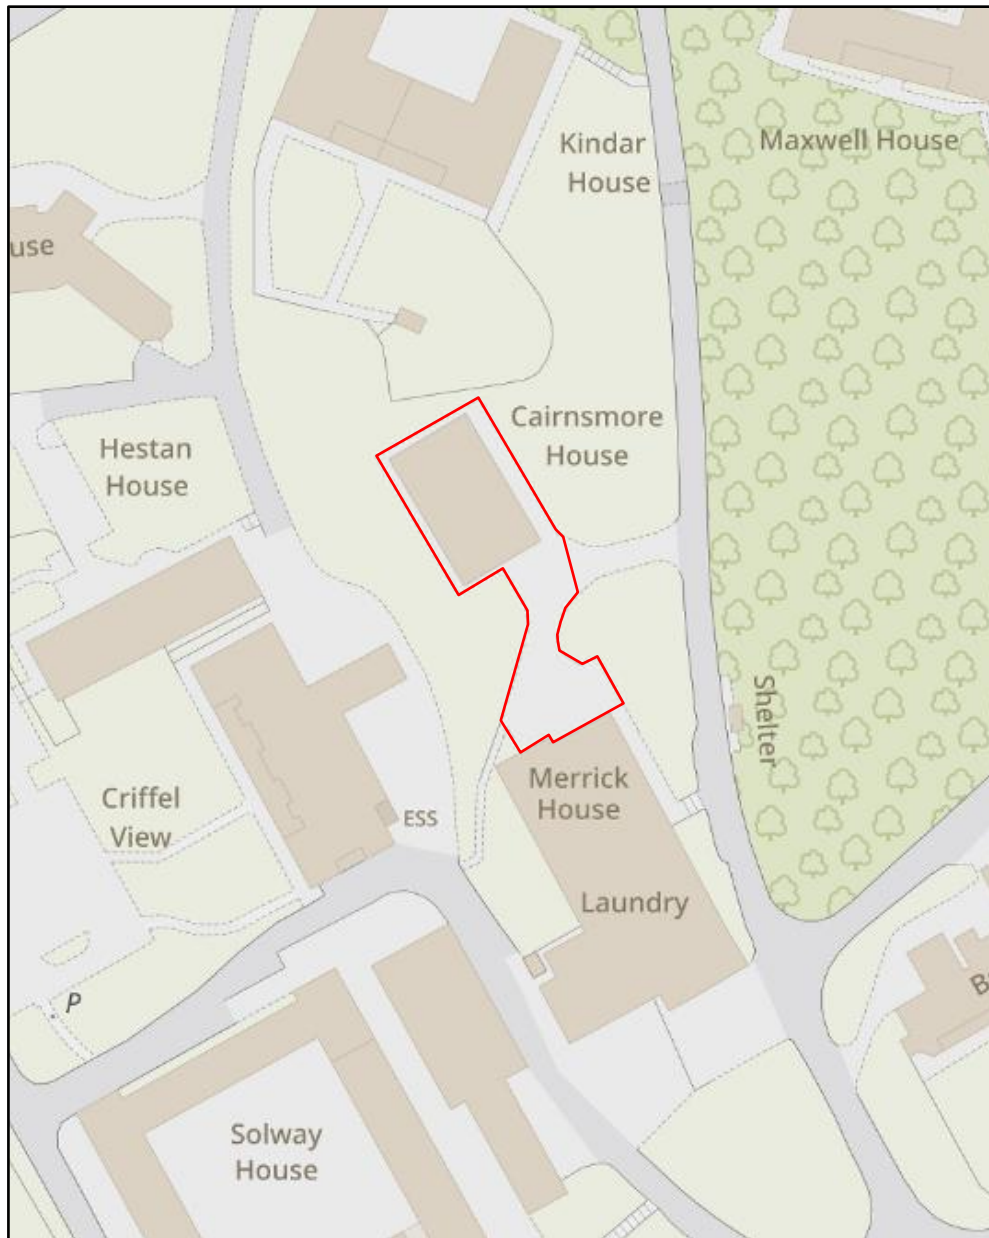 Kindar
House
Maxwell House
use
Cairnsmore
House
Hestan
House
Shelter
Merrick
House
Criffel
View
ESS
Laundry
P
B
Solway
House